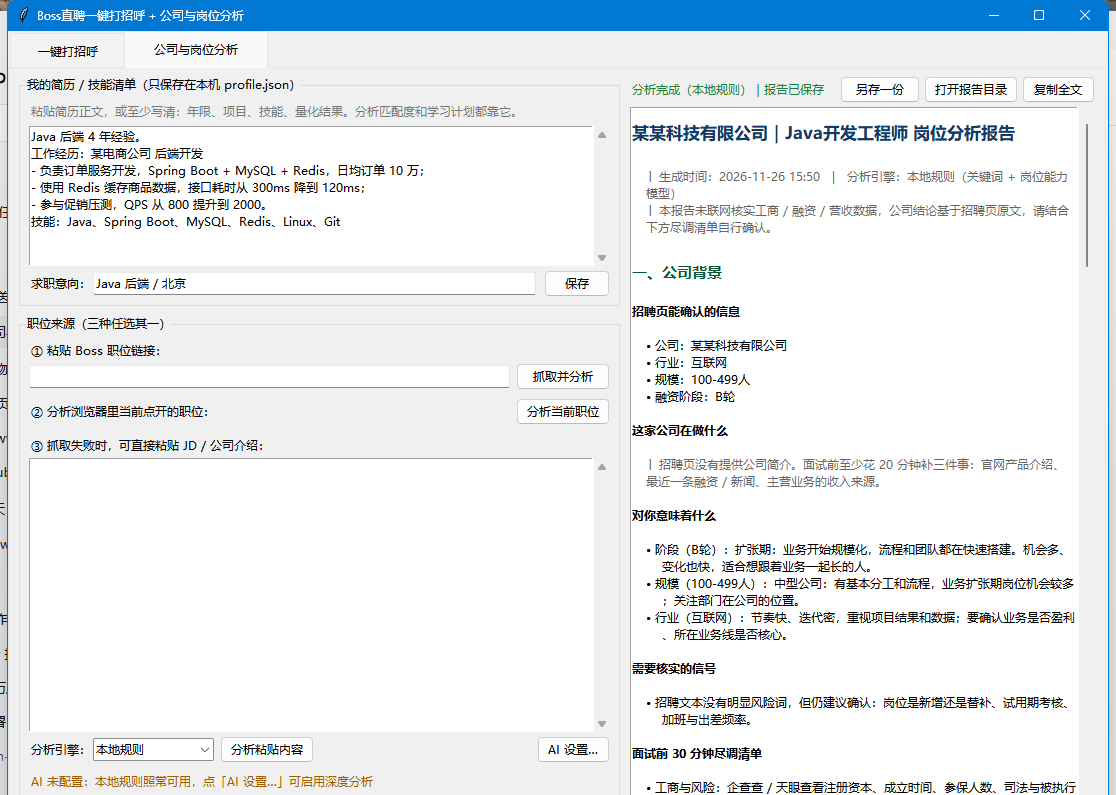 Boss直聘一键打招呼 + 公司与岗位分析
一键打招呼
公司与岗位分析
我的简历 / 技能清单（只保存在本机 profile.json）
粘贴简历正文，或至少写清：年限、项目、技能、量化结果。分析匹配度和学习计划都靠它。
Java 后端 4 年经验。
工作经历：某电商公司 后端开发
- 负责订单服务开发，Spring Boot + MySQL + Redis，日均订单 10 万；
- 使用 Redis 缓存商品数据，接口耗时从 300ms 降到 120ms；
- 参与促销压测，QPS 从 800 提升到 2000。
技能：Java、Spring Boot、MySQL、Redis、Linux、Git
求职意向：
Java 后端 / 北京
保存
职位来源（三种任选其一）
① 粘贴 Boss 职位链接：
抓取并分析
② 分析浏览器里当前点开的职位：
分析当前职位
③ 抓取失败时，可直接粘贴 JD / 公司介绍：
分析引擎：
本地规则
分析粘贴内容
AI 设置...
AI 未配置：本地规则照常可用，点「AI 设置...」可启用深度分析
分析完成（本地规则）｜报告已保存
另存一份
打开报告目录
复制全文
某某科技有限公司｜Java开发工程师 岗位分析报告
｜ 生成时间：2026-11-26 15:50 ｜ 分析引擎：本地规则（关键词 + 岗位能力
模型）
｜ 本报告未联网核实工商 / 融资 / 营收数据，公司结论基于招聘页原文，请结合
下方尽调清单自行确认。
一、公司背景
招聘页能确认的信息
• 公司：某某科技有限公司
• 行业：互联网
• 规模：100-499人
• 融资阶段：B轮
这家公司在做什么
｜ 招聘页没有提供公司简介。面试前至少花 20 分钟补三件事：官网产品介绍、
最近一条融资 / 新闻、主营业务的收入来源。
对你意味着什么
• 阶段（B轮）：扩张期：业务开始规模化，流程和团队都在快速搭建。机会多、
变化也快，适合想跟着业务一起长的人。
• 规模（100-499人）：中型公司：有基本分工和流程，业务扩张期岗位机会较多
；关注部门在公司的位置。
• 行业（互联网）：节奏快、迭代密，重视项目结果和数据；要确认业务是否盈利
、所在业务线是否核心。
需要核实的信号
• 招聘文本没有明显风险词，但仍建议确认：岗位是新增还是替补、试用期考核、
加班与出差频率。
面试前 30 分钟尽调清单
• 工商与风险：企查查 / 天眼查看注册资本、成立时间、参保人数、司法与被执行